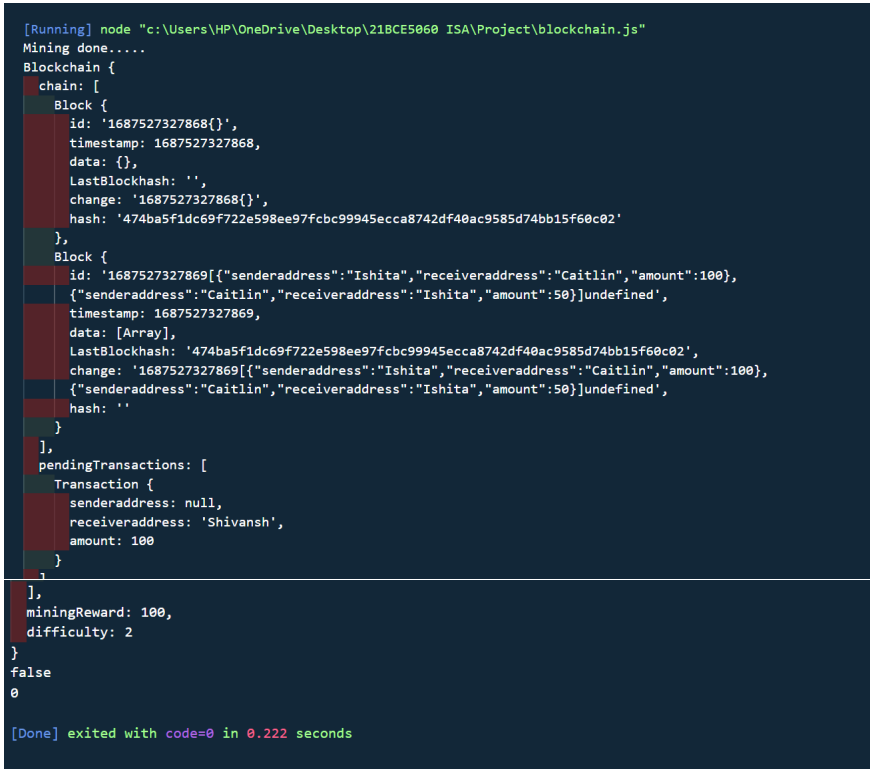 [Running] node "c:\Users\HP\OneDrive\Desktop\21BCE5060 ISA\Project\blockchain.js"
Mining done.....
Blockchain {
  chain: [
    Block {
      id: '1687527327868{}',
      timestamp: 1687527327868,
      data: {},
      LastBlockhash: '',
      change: '1687527327868{}',
      hash: '474ba5f1dc69f722e598ee97fcbc99945ecca8742df40ac9585d74bb15f60c02'
    },
    Block {
      id: '1687527327869[{"senderaddress":"Ishita","receiveraddress":"Caitlin","amount":100},
      {"senderaddress":"Caitlin","receiveraddress":"Ishita","amount":50}]undefined',
      timestamp: 1687527327869,
      data: [Array],
      LastBlockhash: '474ba5f1dc69f722e598ee97fcbc99945ecca8742df40ac9585d74bb15f60c02',
      change: '1687527327869[{"senderaddress":"Ishita","receiveraddress":"Caitlin","amount":100},
      {"senderaddress":"Caitlin","receiveraddress":"Ishita","amount":50}]undefined',
      hash: ''
    }
  ],
  pendingTransactions: [
    Transaction {
      senderaddress: null,
      receiveraddress: 'Shivansh',
      amount: 100
    }
  ]
  ],
  miningReward: 100,
  difficulty: 2
}
false
0
[Done] exited with code=0 in 0.222 seconds